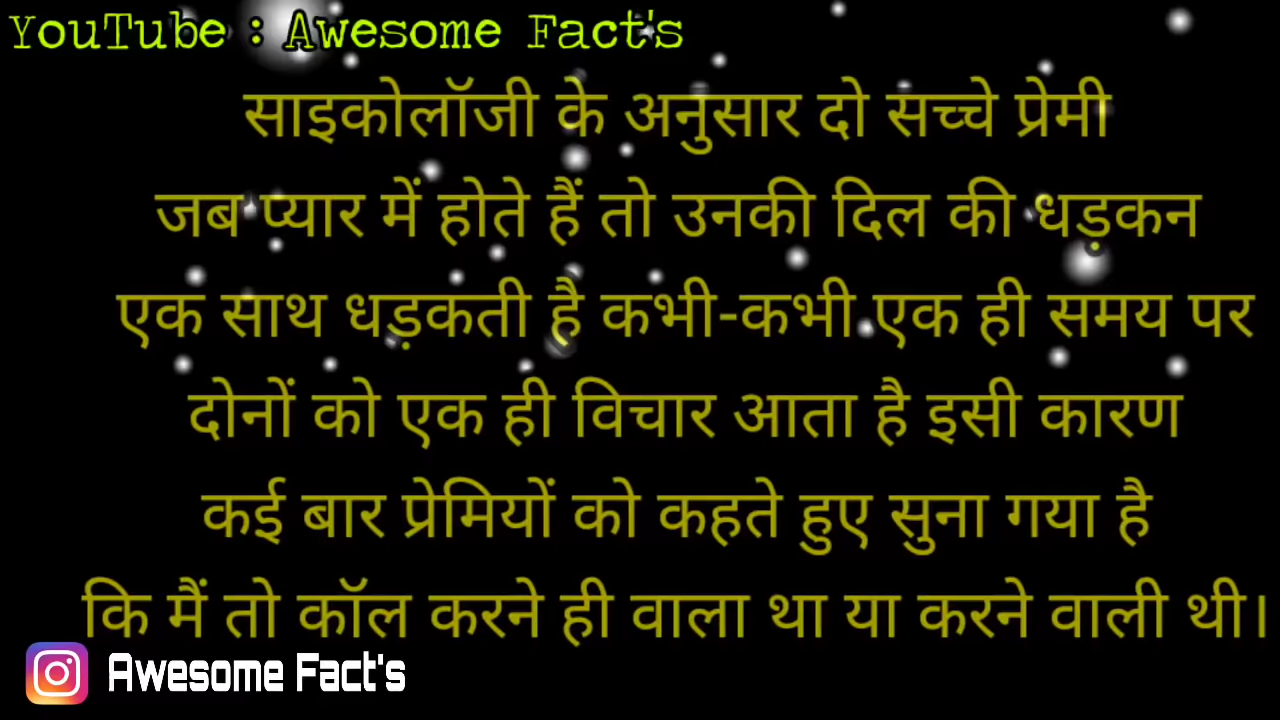 YouTube : Awesome Fact's
साइकोलॉजी के अनुसार दो सच्चे प्रेमी
जब प्यार में होते हैं तो उनकी दिल की धड़कन
एक साथ धड़कती है कभी-कभी एक ही समय पर
दोनों को एक ही विचार आता है इसी कारण
कई बार प्रेमियों को कहते हुए सुना गया है
कि मैं तो कॉल करने ही वाला था या करने वाली थी।
Awesome Fact's